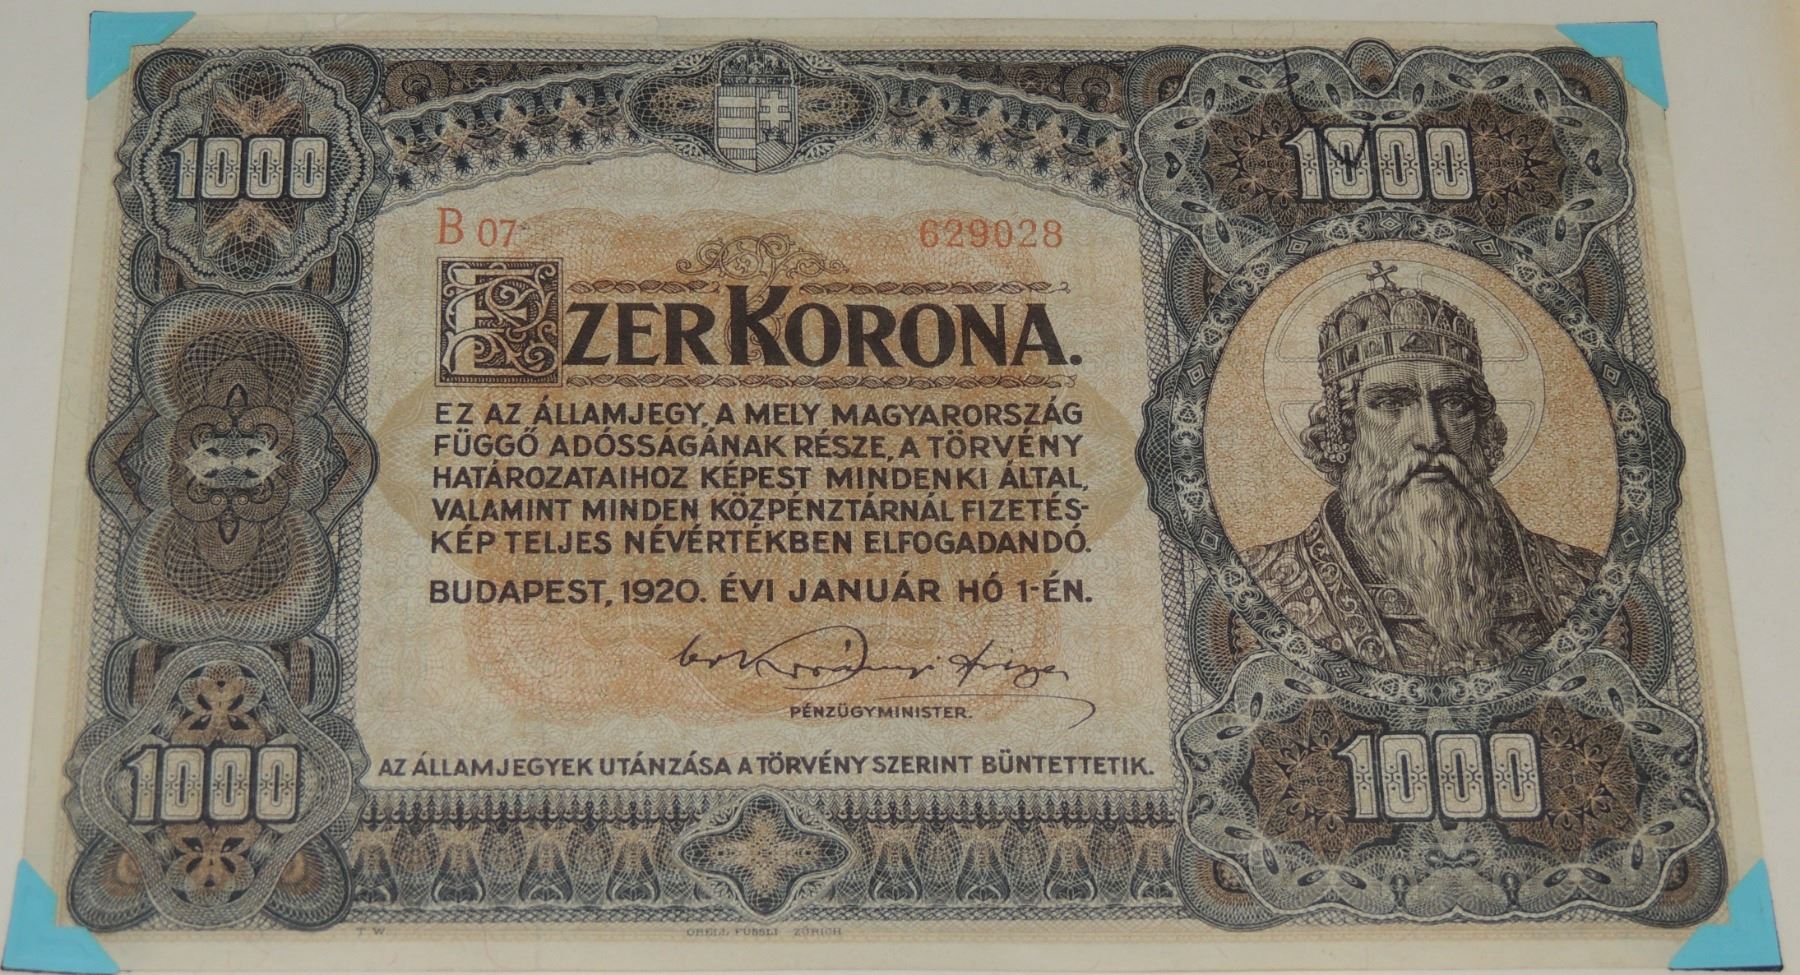 1000
1000
B 07 629028
EZER KORONA.
EZ AZ ÁLLAMJEGY, A MELY MAGYARORSZÁG
FÜGGŐ ADÓSSÁGÁNAK RÉSZE, A TÖRVÉNY
HATÁROZATAIHOZ KÉPEST MINDENKI ÁLTAL,
VALAMINT MINDEN KÖZPÉNZTÁRNÁL FIZETÉS-
KÉP TELJES NÉVÉRTÉKBEN ELFOGADANDÓ.
BUDAPEST, 1920. ÉVI JANUÁR HÓ 1-ÉN.
PÉNZÜGYMINISTER.
AZ ÁLLAMJEGYEK UTÁNZÁSA A TÖRVÉNY SZERINT BÜNTETTETIK.
1000
1000
T. W. ORELL FÜSSLI ZÜRICH